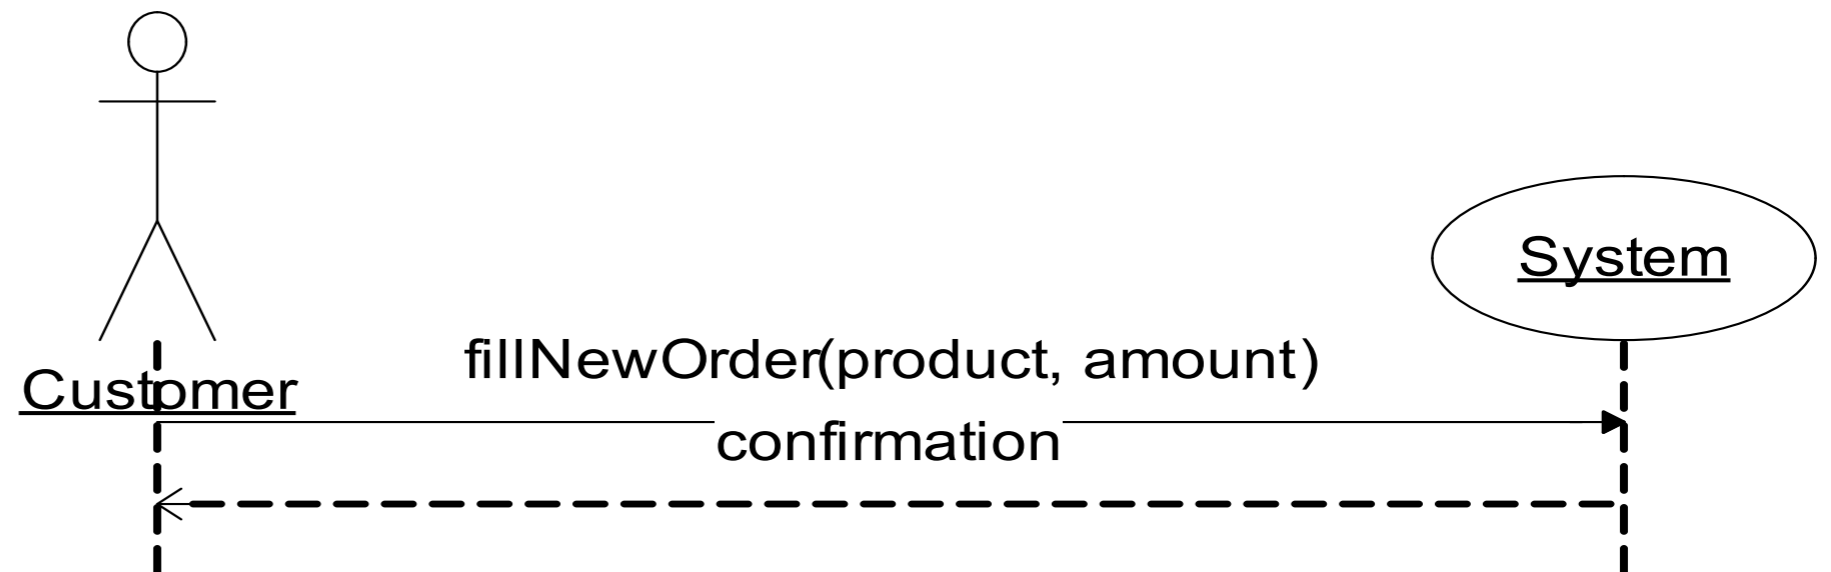 System
fillNewOrder(product, amount)
Customer
confirmation